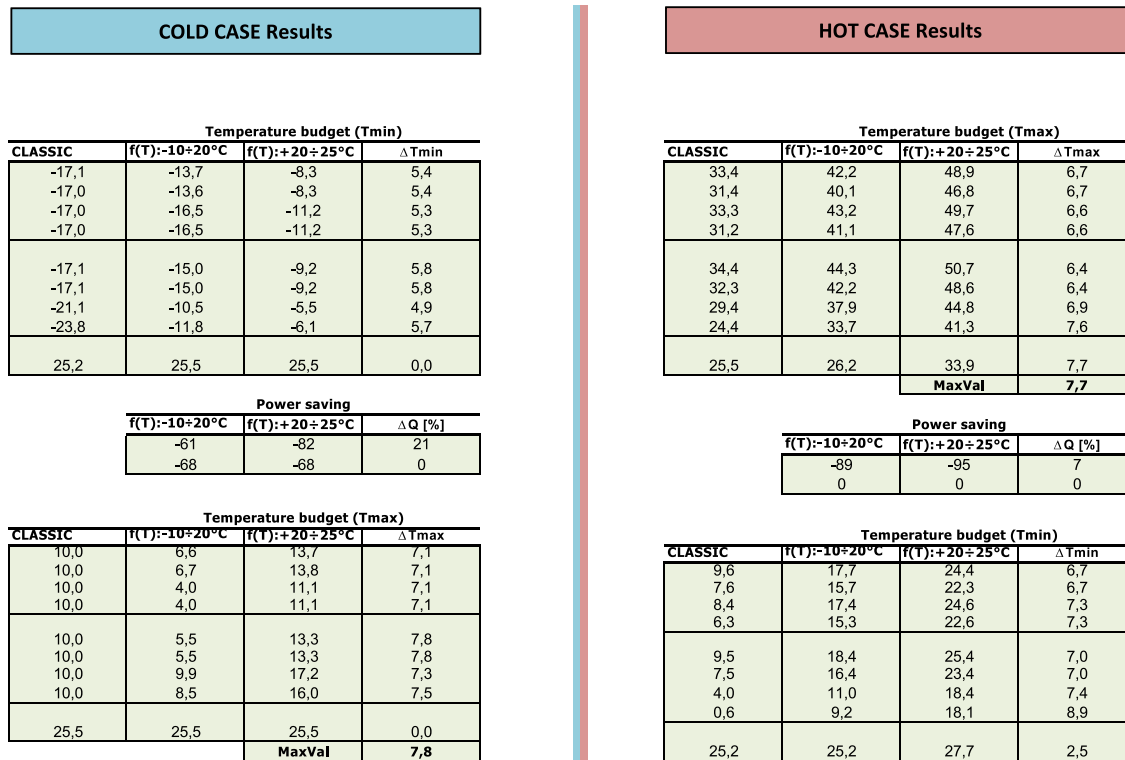 COLD CASE Results
Temperature budget (Tmin)
CLASSIC f(T):-10÷20°C f(T):+20÷25°C ΔTmin
-17,1 -13,7 -8,3 5,4
-17,0 -13,6 -8,3 5,4
-17,0 -16,5 -11,2 5,3
-17,0 -16,5 -11,2 5,3
-17,1 -15,0 -9,2 5,8
-17,1 -15,0 -9,2 5,8
-21,1 -10,5 -5,5 4,9
-23,8 -11,8 -6,1 5,7
25,2 25,5 25,5 0,0
Power saving
f(T):-10÷20°C f(T):+20÷25°C ΔQ [%]
-61 -82 21
-68 -68 0
Temperature budget (Tmax)
CLASSIC f(T):-10÷20°C f(T):+20÷25°C ΔTmax
10,0 6,6 13,7 7,1
10,0 6,7 13,8 7,1
10,0 4,0 11,1 7,1
10,0 4,0 11,1 7,1
10,0 5,5 13,3 7,8
10,0 5,5 13,3 7,8
10,0 9,9 17,2 7,3
10,0 8,5 16,0 7,5
25,5 25,5 25,5 0,0
MaxVal 7,8
HOT CASE Results
Temperature budget (Tmax)
CLASSIC f(T):-10÷20°C f(T):+20÷25°C ΔTmax
33,4 42,2 48,9 6,7
31,4 40,1 46,8 6,7
33,3 43,2 49,7 6,6
31,2 41,1 47,6 6,6
34,4 44,3 50,7 6,4
32,3 42,2 48,6 6,4
29,4 37,9 44,8 6,9
24,4 33,7 41,3 7,6
25,5 26,2 33,9 7,7
MaxVal 7,7
Power saving
f(T):-10÷20°C f(T):+20÷25°C ΔQ [%]
-89 -95 7
0 0 0
Temperature budget (Tmin)
CLASSIC f(T):-10÷20°C f(T):+20÷25°C ΔTmin
9,6 17,7 24,4 6,7
7,6 15,7 22,3 6,7
8,4 17,4 24,6 7,3
6,3 15,3 22,6 7,3
9,5 18,4 25,4 7,0
7,5 16,4 23,4 7,0
4,0 11,0 18,4 7,4
0,6 9,2 18,1 8,9
25,2 25,2 27,7 2,5